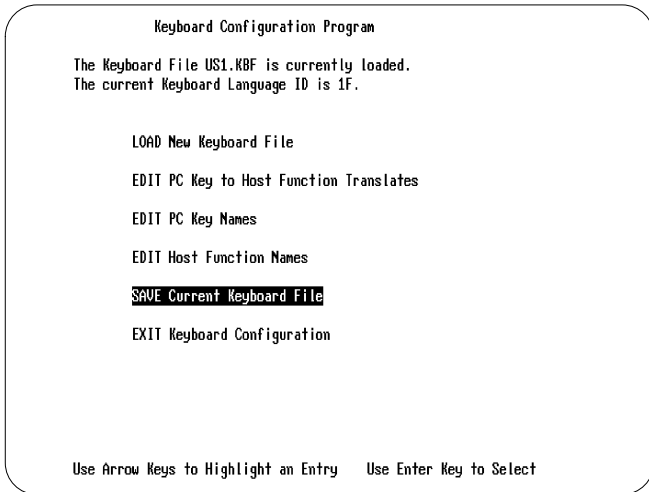 Keyboard Configuration Program
The Keyboard File US1.KBF is currently loaded.
The current Keyboard Language ID is 1F.
LOAD New Keyboard File
EDIT PC Key to Host Function Translates
EDIT PC Key Names
EDIT Host Function Names
SAVE Current Keyboard File
EXIT Keyboard Configuration
Use Arrow Keys to Highlight an Entry Use Enter Key to Select